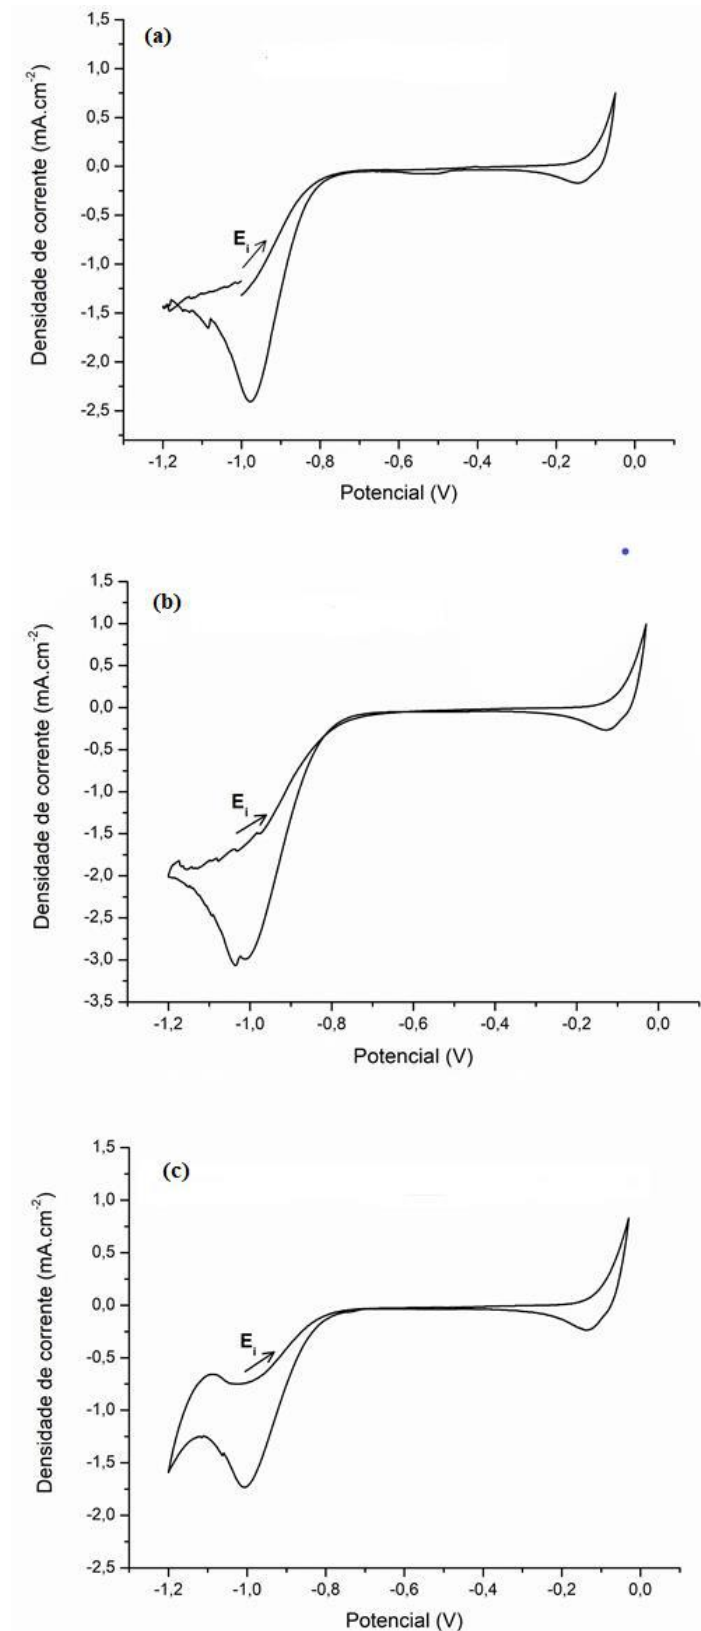 (a)
1,5
1,0
0,5
0,0
-0,5
-1,0
-1,5
-2,0
-2,5
Densidade de corrente (mA.cm-2)
Ei
-1,2 -1,0 -0,8 -0,6 -0,4 -0,2 0,0
Potencial (V)
(b)
1,5
1,0
0,5
0,0
-0,5
-1,0
-1,5
-2,0
-2,5
-3,0
-3,5
Densidade de corrente (mA.cm-2)
Ei
-1,2 -1,0 -0,8 -0,6 -0,4 -0,2 0,0
Potencial (V)
(c)
1,5
1,0
0,5
0,0
-0,5
-1,0
-1,5
-2,0
-2,5
Densidade de corrente (mA.cm-2)
Ei
-1,2 -1,0 -0,8 -0,6 -0,4 -0,2 0,0
Potencial (V)